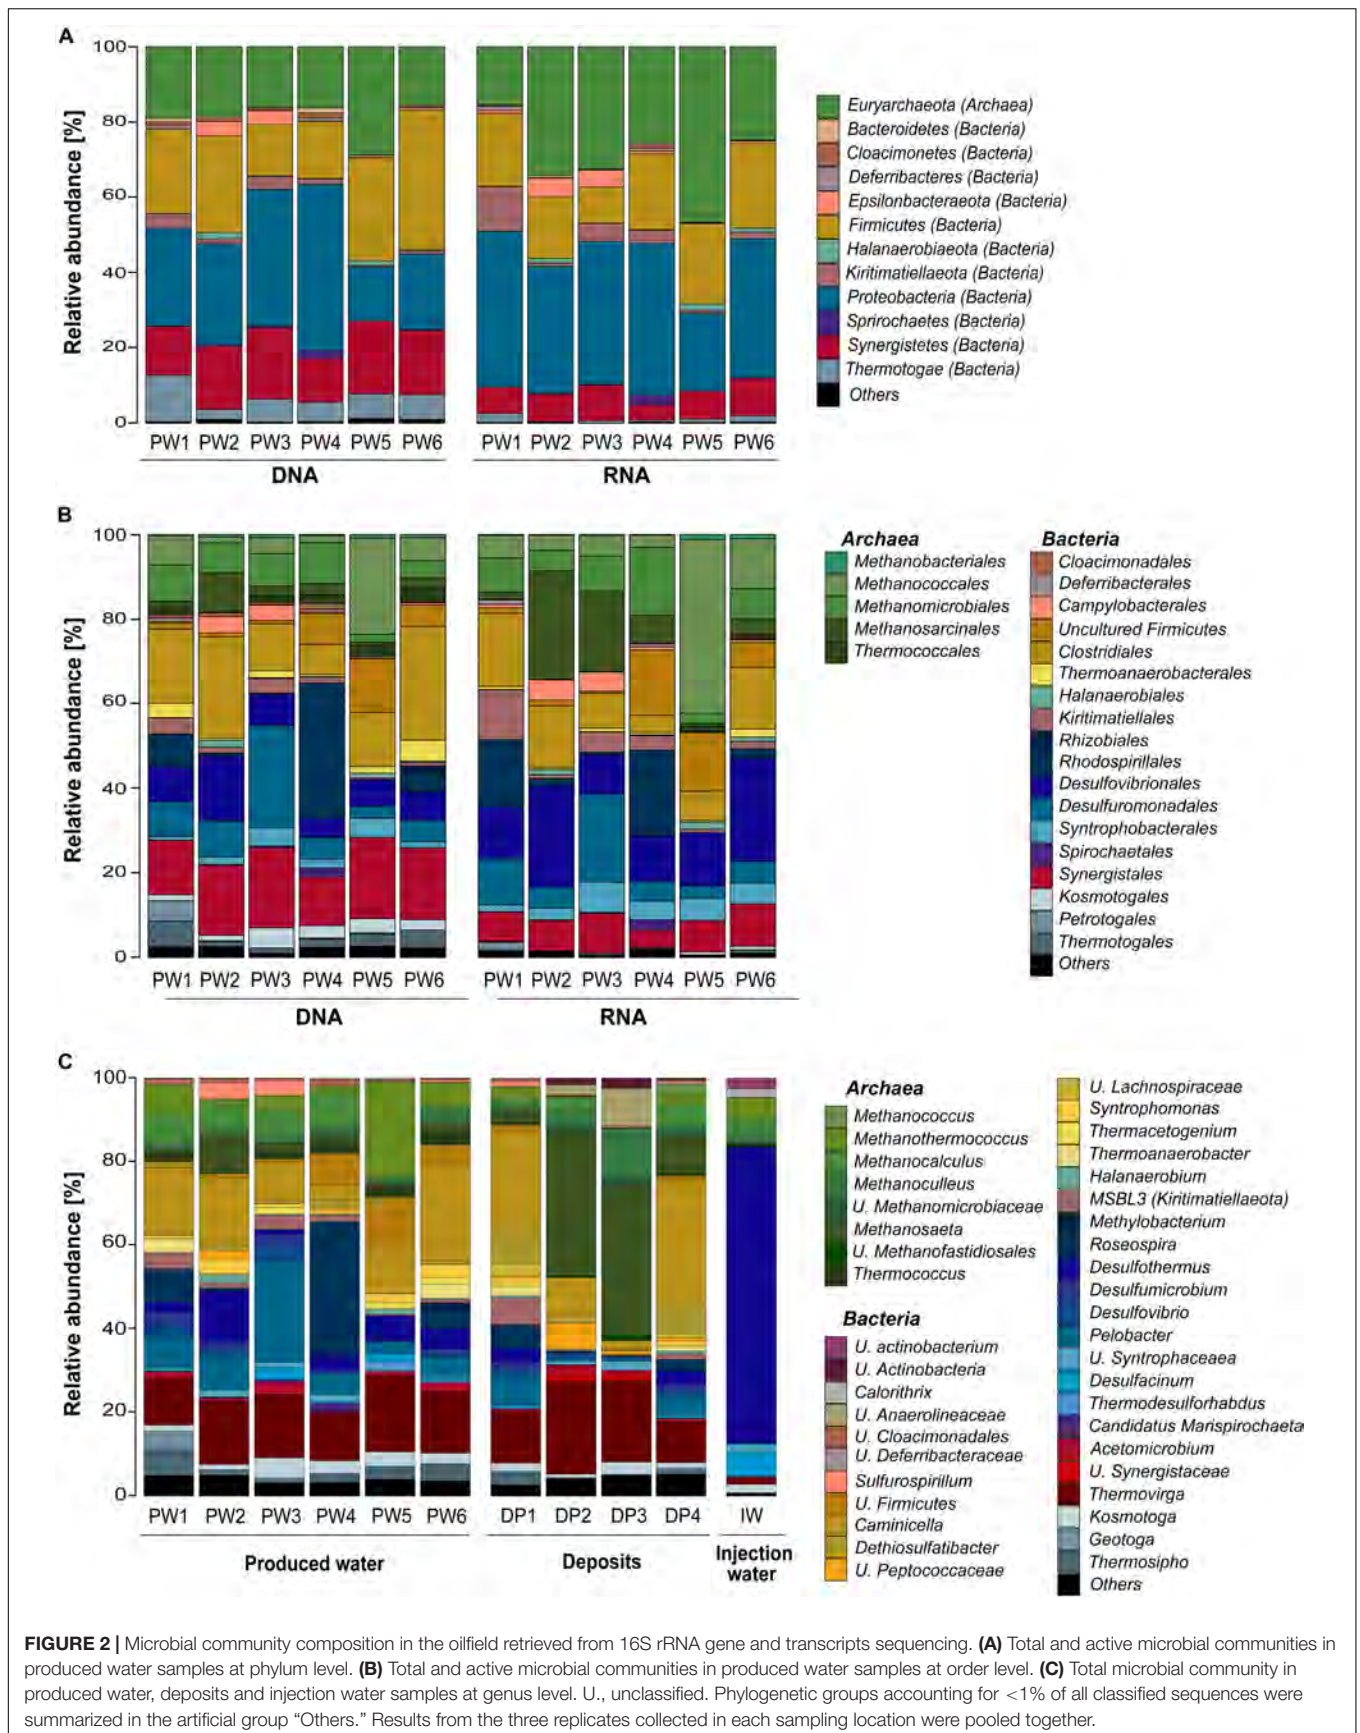 A
Relative abundance [%]
100
80
60
40
20
0
PW1 PW2 PW3 PW4 PW5 PW6
DNA
PW1 PW2 PW3 PW4 PW5 PW6
RNA
Euryarchaeota (Archaea)
Bacteroidetes (Bacteria)
Cloacimonetes (Bacteria)
Deferribacteres (Bacteria)
Epsilonbacteraeota (Bacteria)
Firmicutes (Bacteria)
Halanaerobiaeota (Bacteria)
Kiritimatiellaeota (Bacteria)
Proteobacteria (Bacteria)
Sprirochaetes (Bacteria)
Synergistetes (Bacteria)
Thermotogae (Bacteria)
Others
B
Relative abundance [%]
100
80
60
40
20
0
PW1 PW2 PW3 PW4 PW5 PW6
DNA
PW1 PW2 PW3 PW4 PW5 PW6
RNA
Archaea
Methanobacteriales
Methanococcales
Methanomicrobiales
Methanosarcinales
Thermococcales
Bacteria
Cloacimonadales
Deferribacterales
Campylobacterales
Uncultured Firmicutes
Clostridiales
Thermoanaerobacterales
Halanaerobiales
Kiritimatiellales
Rhizobiales
Rhodospirillales
Desulfovibrionales
Desulfuromonadales
Syntrophobacterales
Spirochaetales
Synergistales
Kosmotogales
Petrotogales
Thermotogales
Others
C
Relative abundance [%]
100
80
60
40
20
0
PW1 PW2 PW3 PW4 PW5 PW6
Produced water
DP1 DP2 DP3 DP4
Deposits
IW
Injection
water
Archaea
Methanococcus
Methanothermococcus
Methanocalculus
Methanoculleus
U. Methanomicrobiaceae
Methanosaeta
U. Methanofastidiosales
Thermococcus
Bacteria
U. actinobacterium
U. Actinobacteria
Calorithrix
U. Anaerolineaceae
U. Cloacimonadales
U. Deferribacteraceae
Sulfurospirillum
U. Firmicutes
Caminicella
Dethiosulfatibacter
U. Peptococcaceae
U. Lachnospiraceae
Syntrophomonas
Thermacetogenium
Thermoanaerobacter
Halanaerobium
MSBL3 (Kiritimatiellaeota)
Methylobacterium
Roseospira
Desulfothermus
Desulfumicrobium
Desulfovibrio
Pelobacter
U. Syntrophaceaea
Desulfacinum
Thermodesulforhabdus
Candidatus Marispirochaeta
Acetomicrobium
U. Synergistaceae
Thermovirga
Kosmotoga
Geotoga
Thermosipho
Others
FIGURE 2 | Microbial community composition in the oilfield retrieved from 16S rRNA gene and transcripts sequencing. (A) Total and active microbial communities in
produced water samples at phylum level. (B) Total and active microbial communities in produced water samples at order level. (C) Total microbial community in
produced water, deposits and injection water samples at genus level. U., unclassified. Phylogenetic groups accounting for <1% of all classified sequences were
summarized in the artificial group “Others.” Results from the three replicates collected in each sampling location were pooled together.